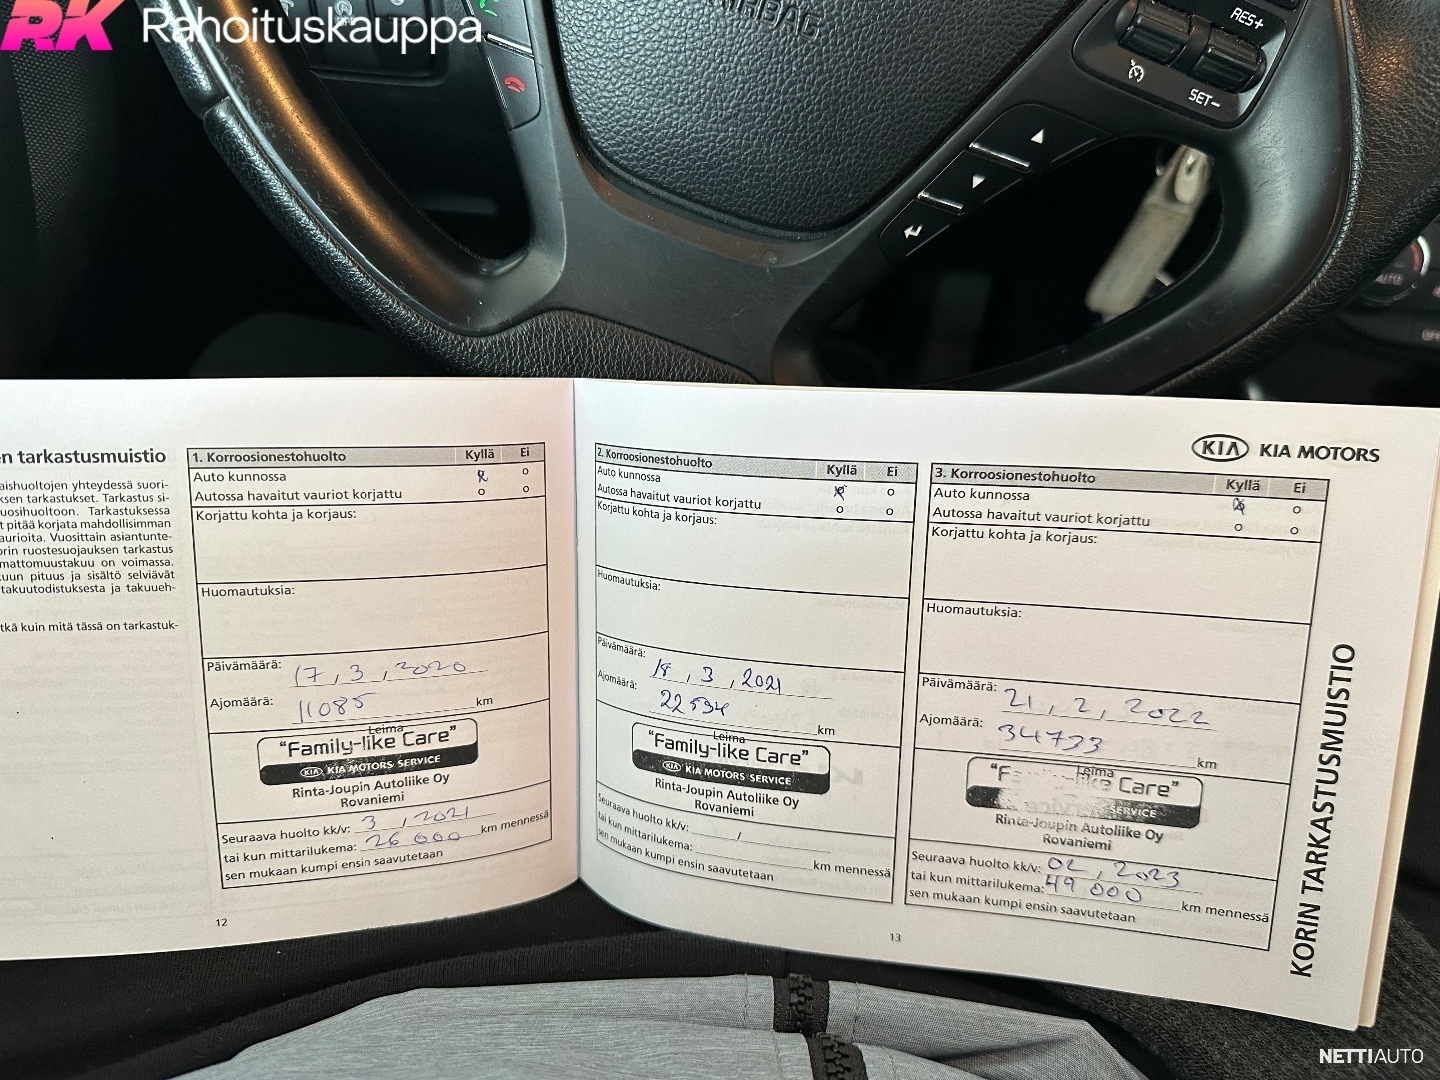 RK Rahoituskauppa
AIRBAG
RES+
SET-
AUTO
en tarkastusmuistio
aishuoltojen yhteydessä suori-
ksen tarkastukset. Tarkastus si-
uosihuoltoon. Tarkastuksessa
t pitää korjata mahdollisimman
aurioita. Vuosittain asiantunte-
orin ruostesuojauksen tarkastus
mattomuustakuu on voimassa.
uun pituus ja sisältö selviävät
takuutodistuksesta ja takuueh-
tkä kuin mitä tässä on tarkastuk-
1. Korroosionestohuolto Kyllä Ei
Auto kunnossa
Autossa havaitut vauriot korjattu
Korjattu kohta ja korjaus:
Huomautuksia:
Päivämäärä: 17, 3, 2020
Ajomäärä: 11085 km
Leima
"Family-like Care"
KIA KIA MOTORS SERVICE
Rinta-Joupin Autoliike Oy
Rovaniemi
Seuraava huolto kk/v: 3, 2021
tai kun mittarilukema: 26 000 km mennessä
sen mukaan kumpi ensin saavutetaan
12
2. Korroosionestohuolto Kyllä Ei
Auto kunnossa
Autossa havaitut vauriot korjattu
Korjattu kohta ja korjaus:
Huomautuksia:
Päivämäärä: 18, 3, 2021
Ajomäärä: 22534 km
Leima
"Family-like Care"
KIA KIA MOTORS SERVICE
Rinta-Joupin Autoliike Oy
Rovaniemi
Seuraava huolto kk/v: /
tai kun mittarilukema: km mennessä
sen mukaan kumpi ensin saavutetaan
13
KIA KIA MOTORS
3. Korroosionestohuolto Kyllä Ei
Auto kunnossa
Autossa havaitut vauriot korjattu
Korjattu kohta ja korjaus:
Huomautuksia:
Päivämäärä: 21, 2, 2022
Ajomäärä: 34733 km
Leima
Care"
SERVICE
Rinta-Joupin Autoliike Oy
Rovaniemi
Seuraava huolto kk/v: 02, 2023
tai kun mittarilukema: 49 000 km mennessä
sen mukaan kumpi ensin saavutetaan
KORIN TARKASTUSMUISTIO
NETTIAUTO